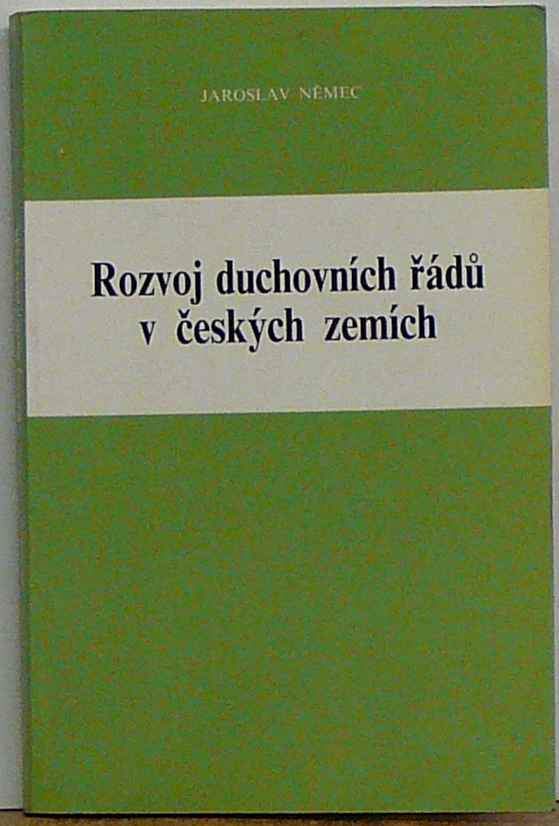 JAROSLAV NĚMEC
Rozvoj duchovních řádů
v českých zemích